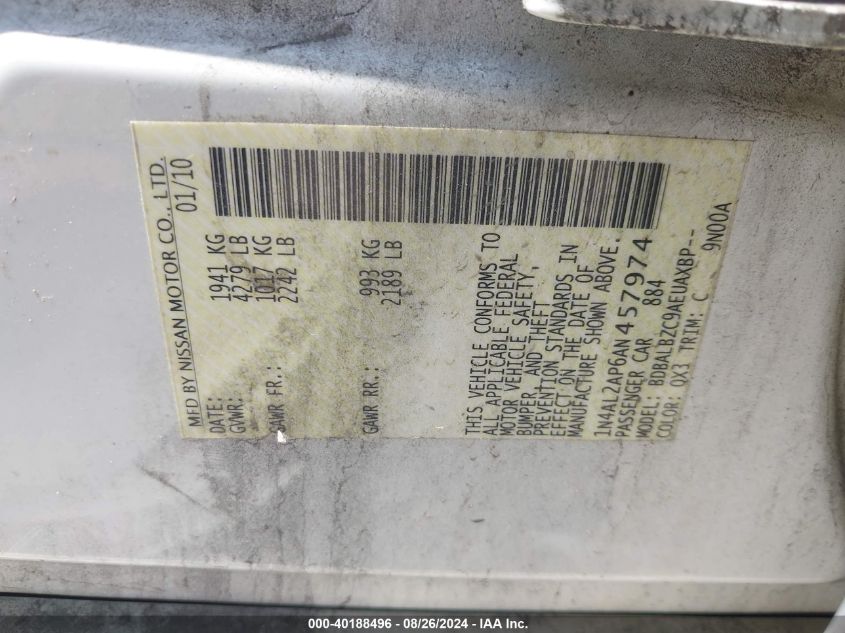 MFD BY NISSAN MOTOR CO., LTD.
DATE: 01/10
GVWR: 1941 KG
4279 LB
GAWR FR.: 1017 KG
2242 LB
GAWR RR.: 993 KG
2189 LB
THIS VEHICLE CONFORMS TO
ALL APPLICABLE FEDERAL
MOTOR VEHICLE SAFETY,
BUMPER, AND THEFT
PREVENTION STANDARDS IN
EFFECT ON THE DATE OF
MANUFACTURE SHOWN ABOVE.
1N4AL2AP6AN457974
PASSENGER CAR 884
MODEL: BDBALBZC9AEUAXBP--
COLOR: QX3 TRIM: C 9N00A
000-40188496 - 08/26/2024 - IAA Inc.